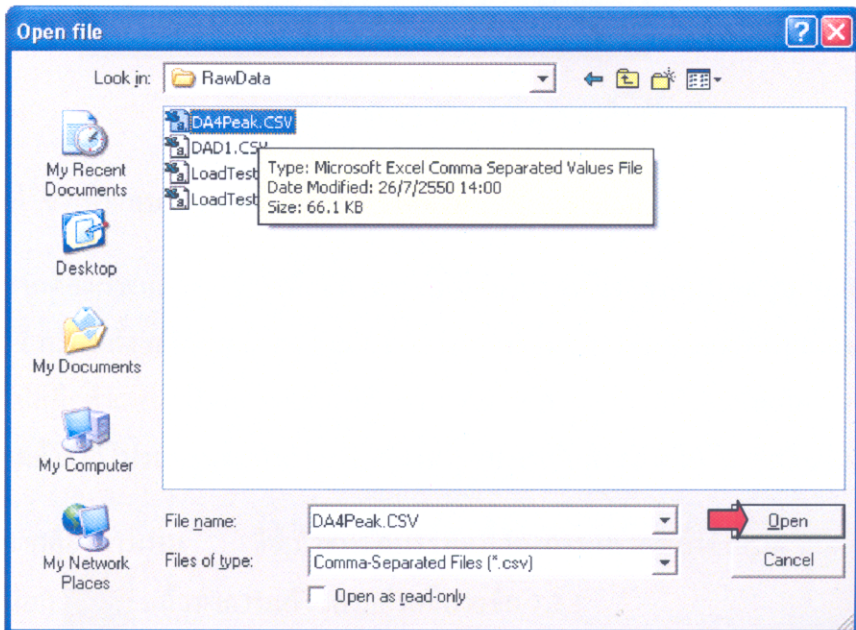 Open file
Look in:
RawData
My Recent
Documents
Desktop
My Documents
My Computer
My Network
Places
DA4Peak.CSV
DAD1.CSV
LoadTest
LoadTest
Type: Microsoft Excel Comma Separated Values File
Date Modified: 26/7/2550 14:00
Size: 66.1 KB
File name:
DA4Peak.CSV
Open
Files of type:
Comma-Separated Files (*.csv)
Cancel
Open as read-only